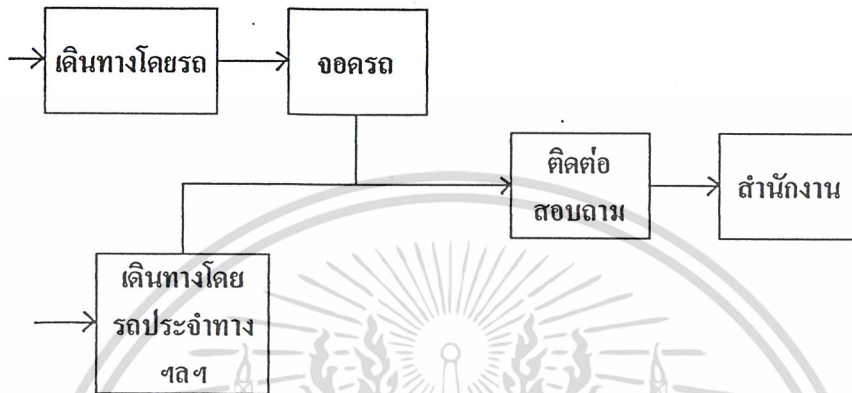 เดินทางโดยรถ
จอดรถ
ติดต่อ
สอบถาม
สำนักงาน
เดินทางโดย
รถประจำทาง
ฯลฯ